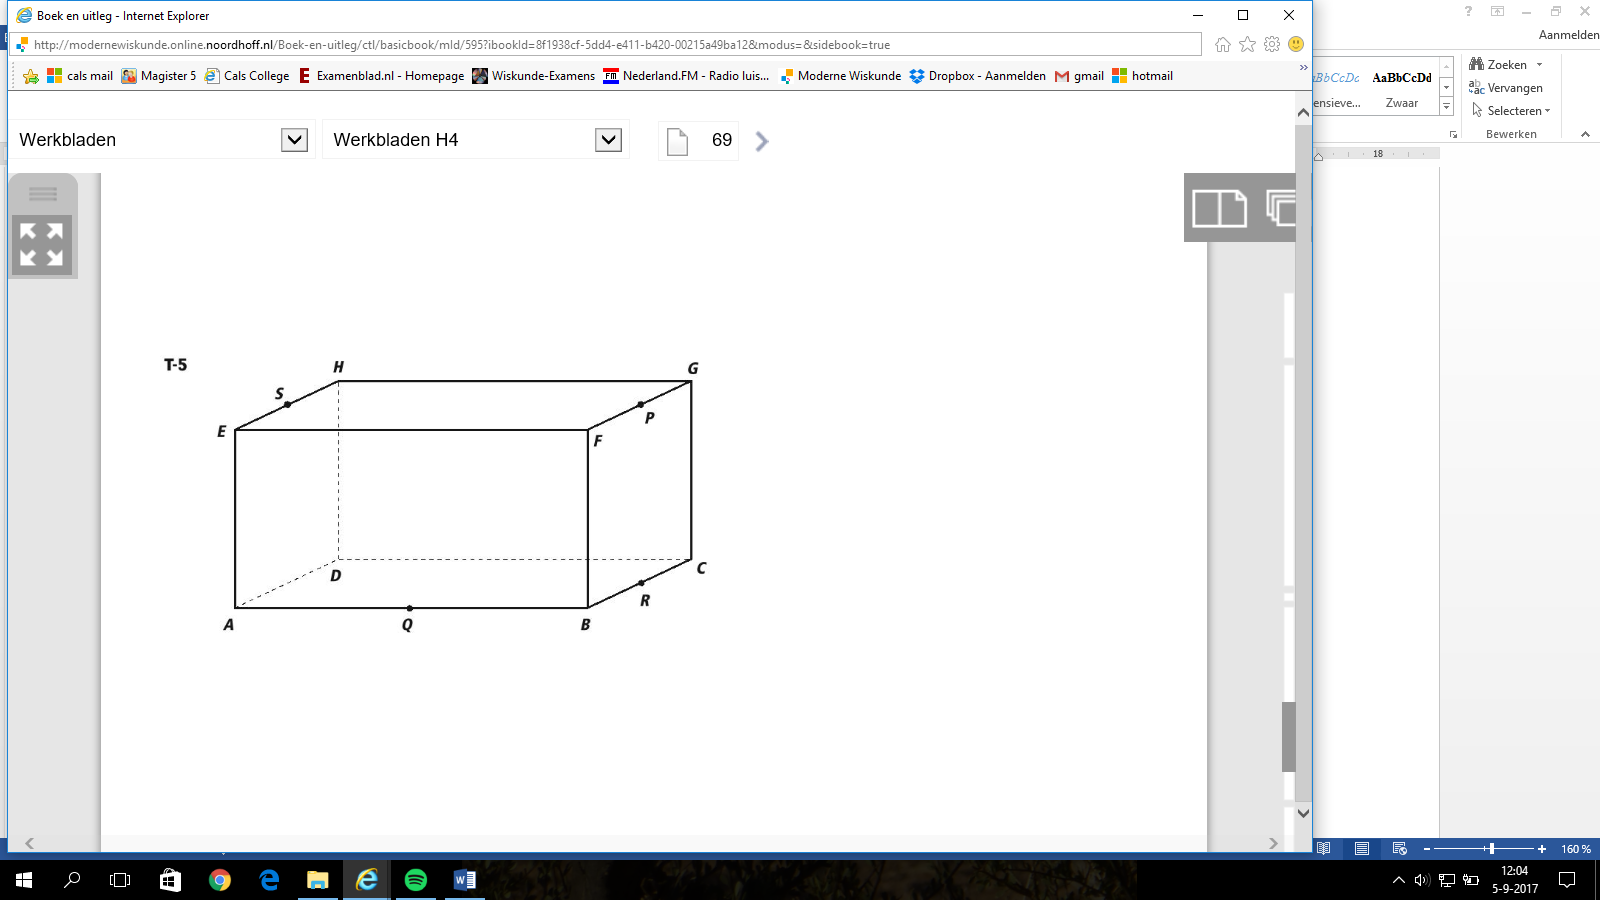 Boek en uitleg - Internet Explorer
Aanmelden
http://modernewiskunde.online.noordhoff.nl/Boek-en-uitleg/ctl/basicbook/mId/595?ibookId=8f1938cf-5dd4-e411-b420-00215a49ba12&modus=&sidebook=true
cals mail Magister 5 Cals College Examenblad.nl - Homepage Wiskunde-Examens Nederland.FM - Radio luis... Moderne Wiskunde Dropbox - Aanmelden gmail hotmail »
Zoeken
Vervangen
Selecteren
Bewerken
AaBbCcDd
ensieve... Zwaar
18
Werkbladen Werkbladen H4 69
T-5
H G
S
P
E F
D C
R
A Q B
160 %
12:04
5-9-2017